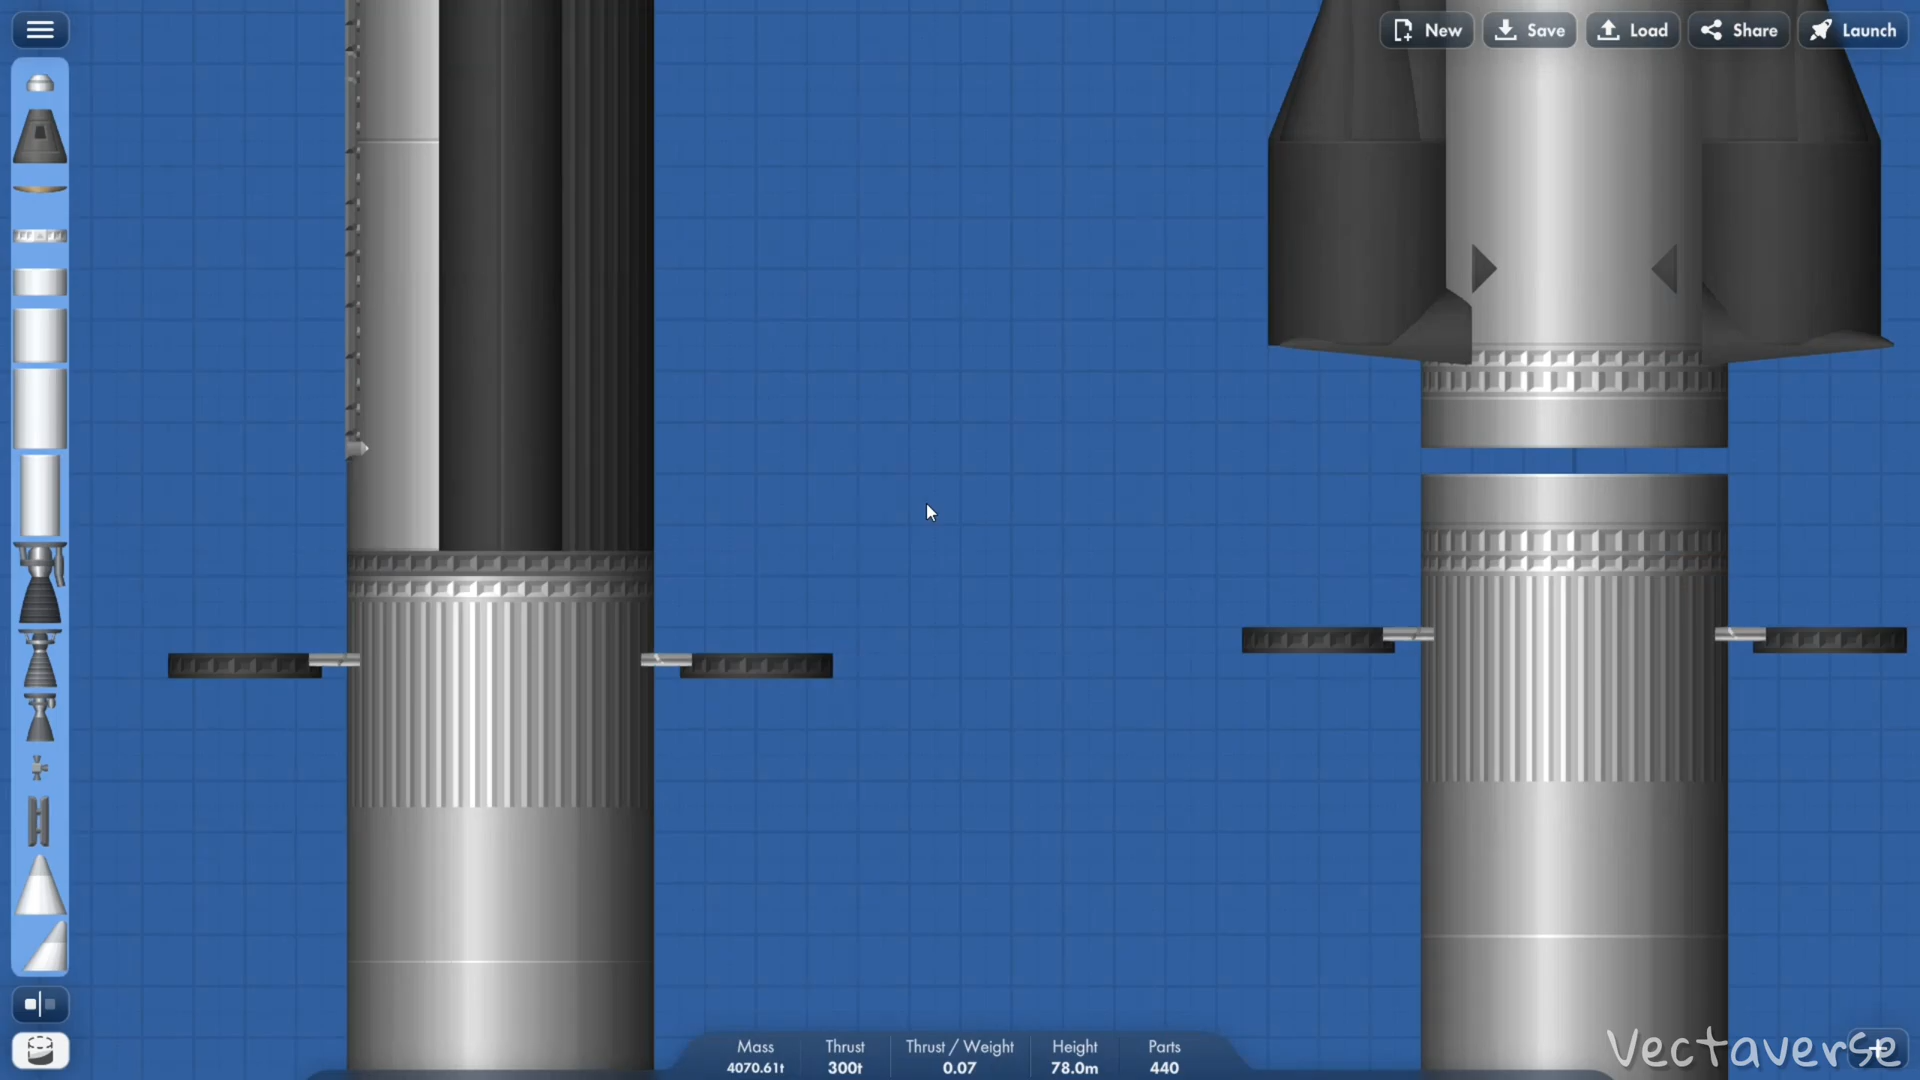 New Save Load Share Launch
Mass Thrust Thrust / Weight Height Parts
4070.61t 300t 0.07 78.0m 440
Vectaverse